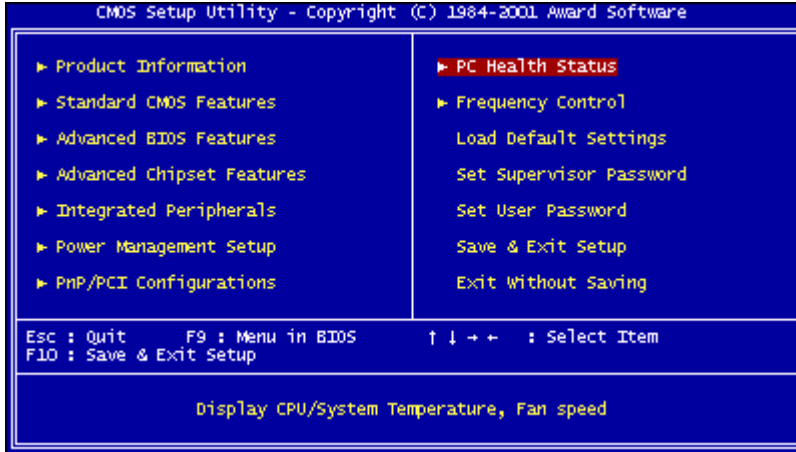 CMOS Setup Utility - Copyright (C) 1984-2001 Award Software
► Product Information
► Standard CMOS Features
► Advanced BIOS Features
► Advanced Chipset Features
► Integrated Peripherals
► Power Management Setup
► PnP/PCI Configurations
► PC Health Status
► Frequency Control
Load Default Settings
Set Supervisor Password
Set User Password
Save & Exit Setup
Exit Without Saving
Esc : Quit F9 : Menu in BIOS ↑ ↓ → ← : Select Item
F10 : Save & Exit Setup
Display CPU/System Temperature, Fan speed